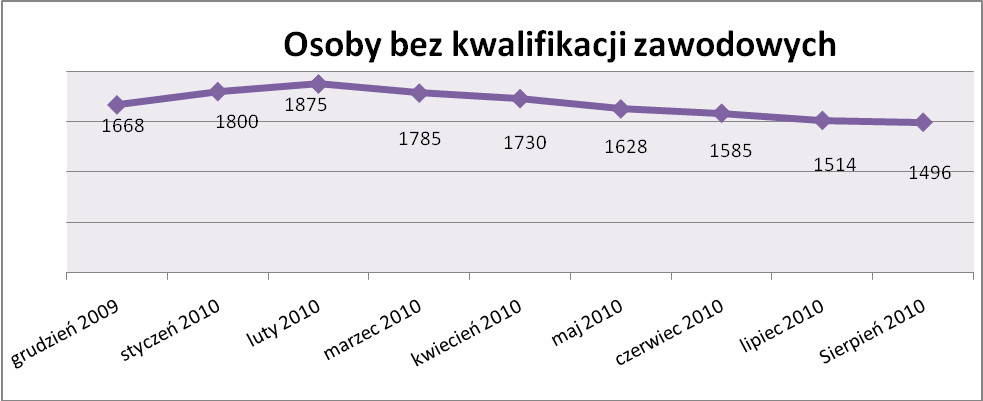 Osoby bez kwalifikacji zawodowych
1668
1800
1875
1785
1730
1628
1585
1514
1496
grudzień 2009
styczeń 2010
luty 2010
marzec 2010
kwiecień 2010
maj 2010
czerwiec 2010
lipiec 2010
Sierpień 2010